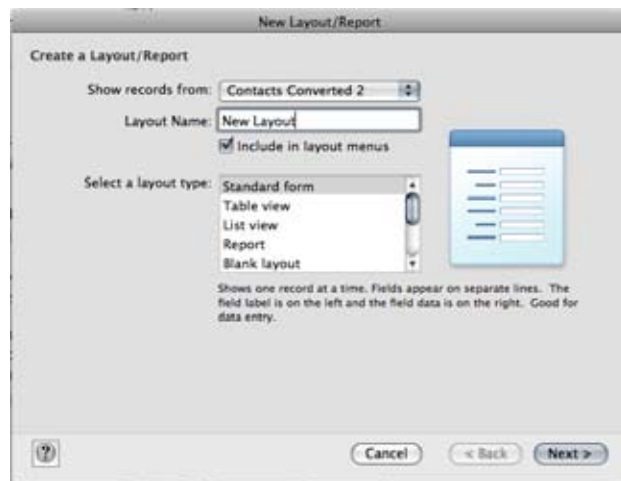 New Layout/Report
Create a Layout/Report
Show records from: Contacts Converted 2
Layout Name: New Layout
Include in layout menus
Select a layout type: Standard form
Table view
List view
Report
Blank layout
Shows one record at a time. Fields appear on separate lines. The
field label is on the left and the field data is on the right. Good for
data entry.
? Cancel < Back Next >